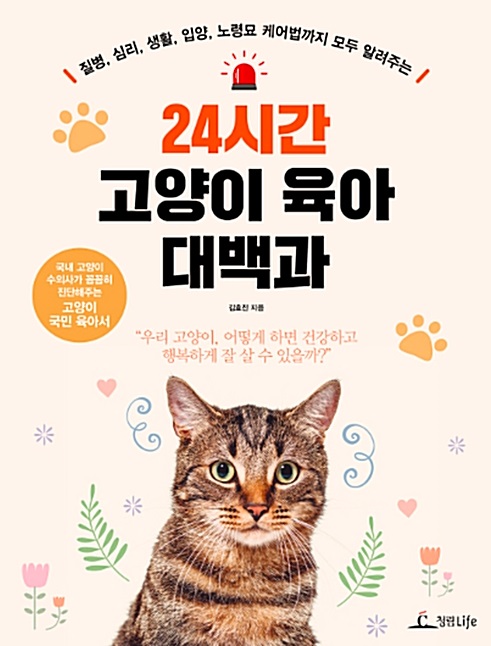 질병, 심리, 생활, 입양, 노령묘 케어법까지 모두 알려주는
24시간
고양이 육아
대백과
국내 고양이
수의사가 꼼꼼히
진단해주는
고양이
국민 육아서
김효진 지음
“우리 고양이, 어떻게 하면 건강하고
행복하게 잘 살 수 있을까?”
청림Life